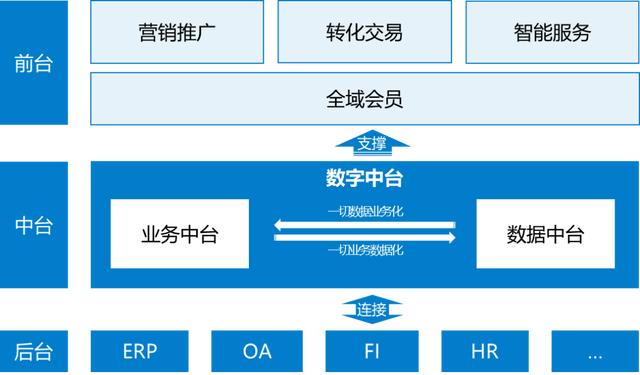 前台
营销推广
转化交易
智能服务
全域会员
支撑
中台
数字中台
业务中台
一切数据业务化
一切业务数据化
数据中台
连接
后台
ERP
OA
FI
HR
...